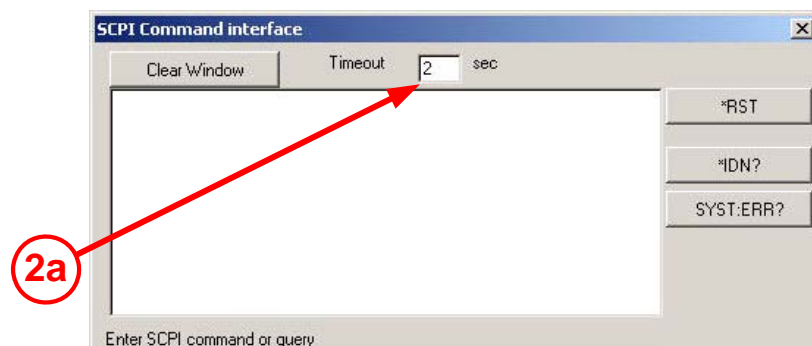 SCPI Command interface
Clear Window
Timeout 2 sec
*RST
*IDN?
SYST:ERR?
2a
Enter SCPI command or query